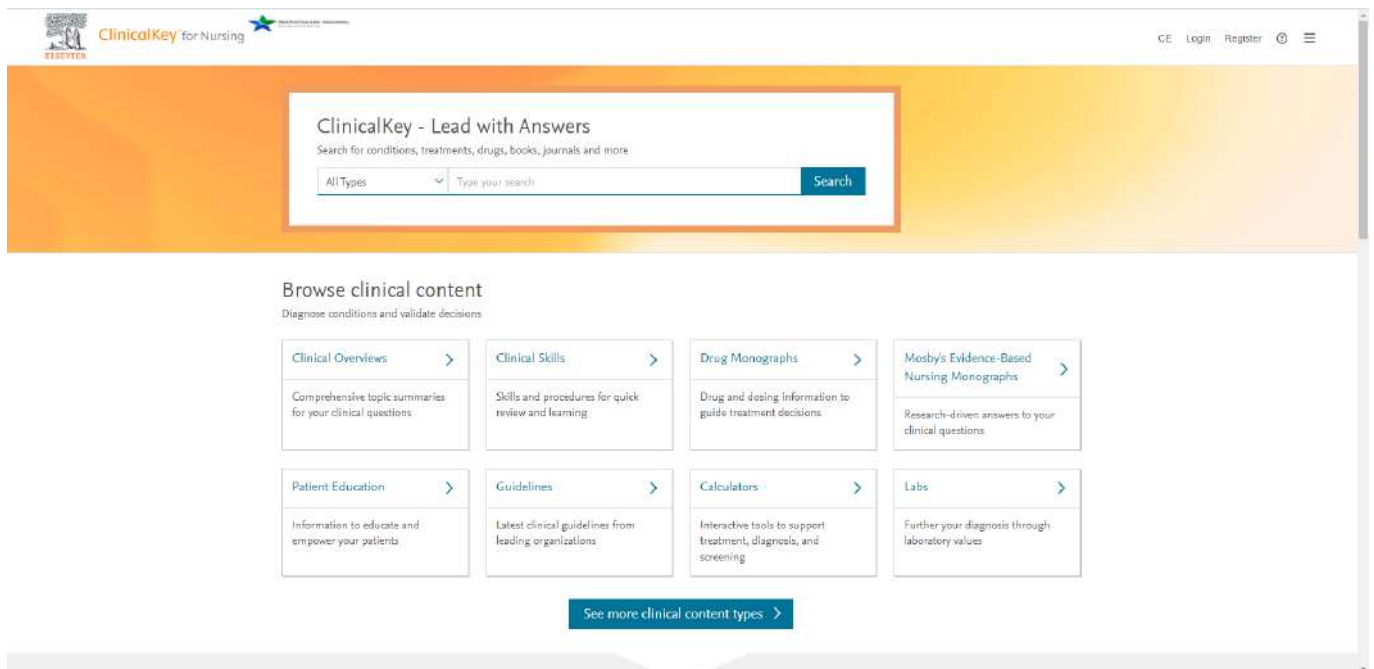 ELSEVIER
ClinicalKey for Nursing
CE Login Register
ClinicalKey - Lead with Answers
Search for conditions, treatments, drugs, books, journals and more
All Types
Type your search
Search
Browse clinical content
Diagnose conditions and validate decisions
Clinical Overviews
Comprehensive topic summaries
for your clinical questions
Clinical Skills
Skills and procedures for quick
review and learning
Drug Monographs
Drug and dosing information to
guide treatment decisions
Mosby's Evidence-Based
Nursing Monographs
Research-driven answers to your
clinical questions
Patient Education
Information to educate and
empower your patients
Guidelines
Latest clinical guidelines from
leading organizations
Calculators
Interactive tools to support
treatment, diagnosis, and
screening
Labs
Further your diagnosis through
laboratory values
See more clinical content types